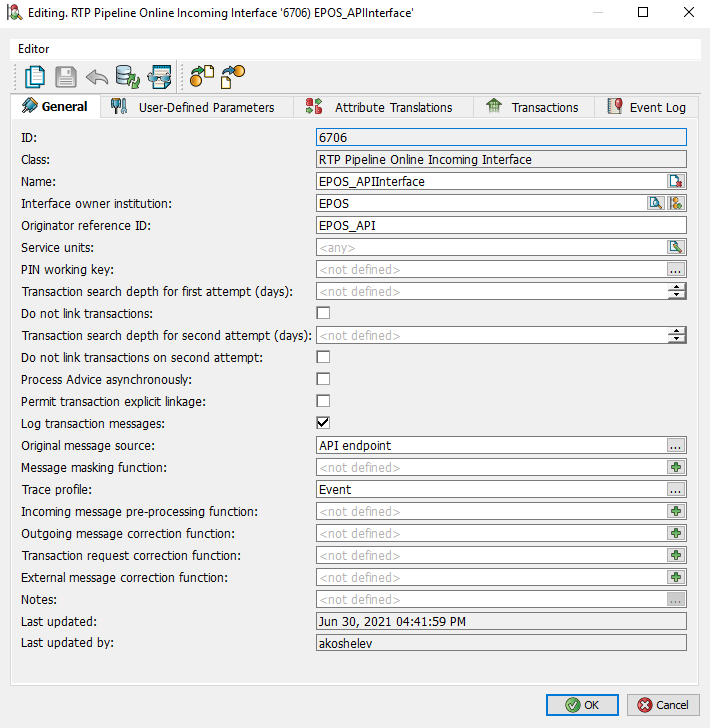 Editing. RTP Pipeline Online Incoming Interface '6706) EPOS_APIInterface'
Editor
General User-Defined Parameters Attribute Translations Transactions Event Log
ID: 6706
Class: RTP Pipeline Online Incoming Interface
Name: EPOS_APIInterface
Interface owner institution: EPOS
Originator reference ID: EPOS_API
Service units: <any>
PIN working key: <not defined> ...
Transaction search depth for first attempt (days): <not defined>
Do not link transactions:
Transaction search depth for second attempt (days): <not defined>
Do not link transactions on second attempt:
Process Advice asynchronously:
Permit transaction explicit linkage:
Log transaction messages:
Original message source: API endpoint ...
Message masking function: <not defined>
Trace profile: Event ...
Incoming message pre-processing function: <not defined>
Outgoing message correction function: <not defined>
Transaction request correction function: <not defined>
External message correction function: <not defined>
Notes: <not defined> ...
Last updated: Jun 30, 2021 04:41:59 PM
Last updated by: akoshelev
OK Cancel